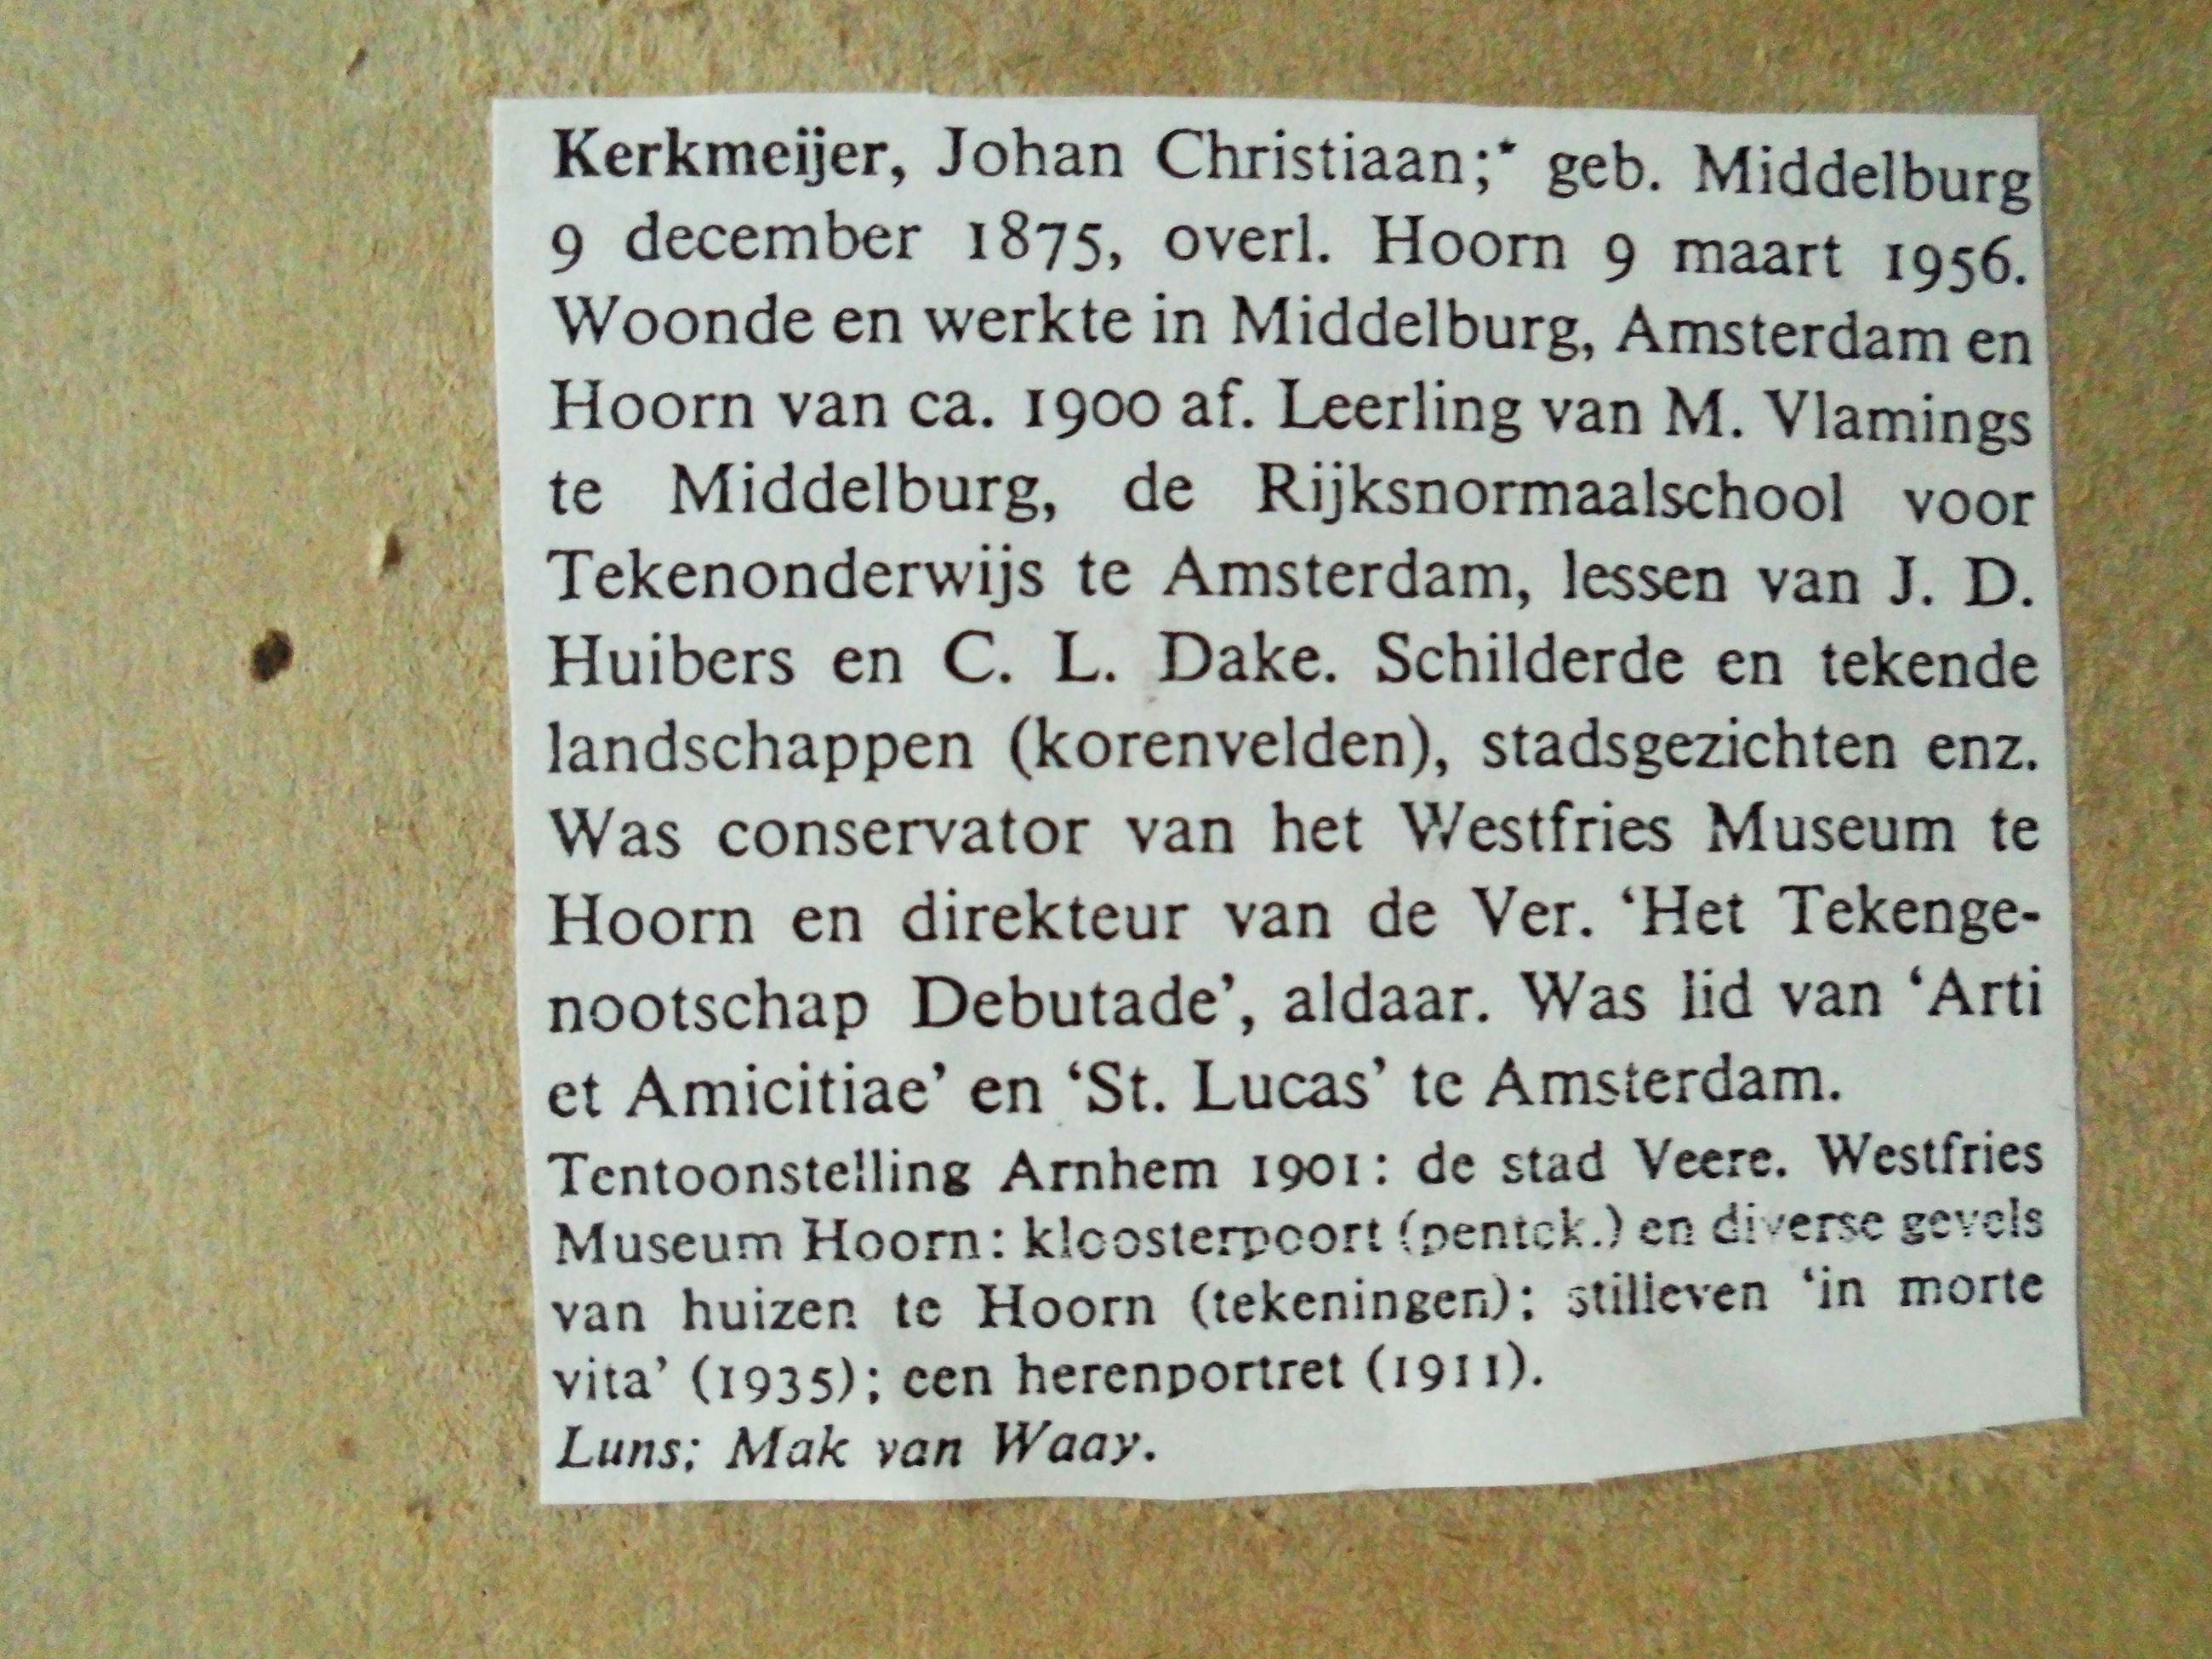 Kerkmeijer, Johan Christiaan;* geb. Middelburg
9 december 1875, overl. Hoorn 9 maart 1956.
Woonde en werkte in Middelburg, Amsterdam en
Hoorn van ca. 1900 af. Leerling van M. Vlamings
te Middelburg, de Rijksnormaalschool voor
Tekenonderwijs te Amsterdam, lessen van J. D.
Huibers en C. L. Dake. Schilderde en tekende
landschappen (korenvelden), stadsgezichten enz.
Was conservator van het Westfries Museum te
Hoorn en direkteur van de Ver. ‘Het Tekenge-
nootschap Debutade’, aldaar. Was lid van ‘Arti
et Amicitiae’ en ‘St. Lucas’ te Amsterdam.
Tentoonstelling Arnhem 1901: de stad Veere. Westfries
Museum Hoorn: kloosterpoort (pentek.) en diverse gevels
van huizen te Hoorn (tekeningen); stilleven ‘in morte
vita’ (1935); een herenportret (1911).
Luns; Mak van Waay.